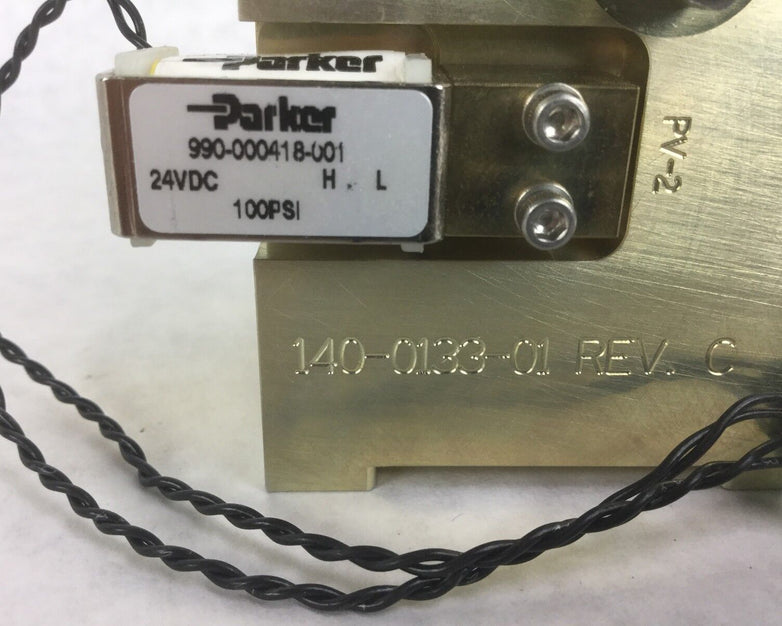 Parker
Parker
990-000418-001
24VDC H L
100PSI
PV-2
140-0133-01 REV. C